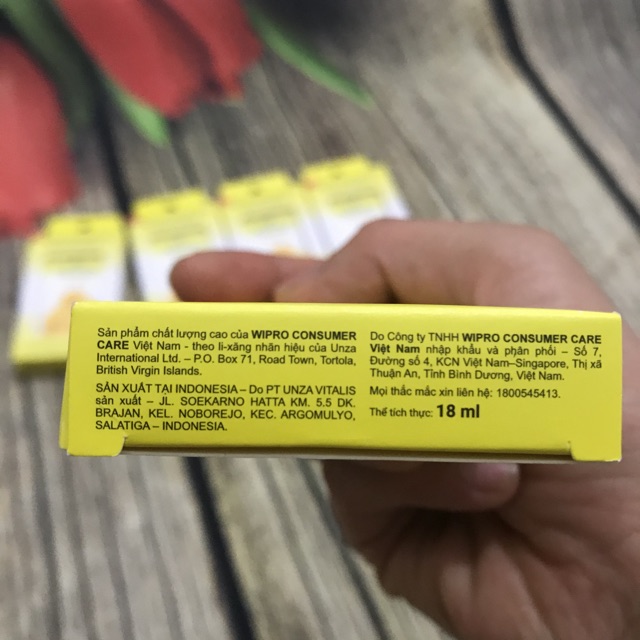 Sản phẩm chất lượng cao của WIPRO CONSUMER
CARE Việt Nam - theo li-xăng nhãn hiệu của Unza
International Ltd. – P.O. Box 71, Road Town, Tortola,
British Virgin Islands.
SẢN XUẤT TẠI INDONESIA – Do PT UNZA VITALIS
sản xuất – JL. SOEKARNO HATTA KM. 5.5 DK.
BRAJAN, KEL. NOBOREJO, KEC. ARGOMULYO,
SALATIGA – INDONESIA.
Do Công ty TNHH WIPRO CONSUMER CARE
Việt Nam nhập khẩu và phân phối – Số 7,
Đường số 4, KCN Việt Nam–Singapore, Thị xã
Thuận An, Tỉnh Bình Dương, Việt Nam.
Mọi thắc mắc xin liên hệ: 1800545413.
Thể tích thực: 18 ml